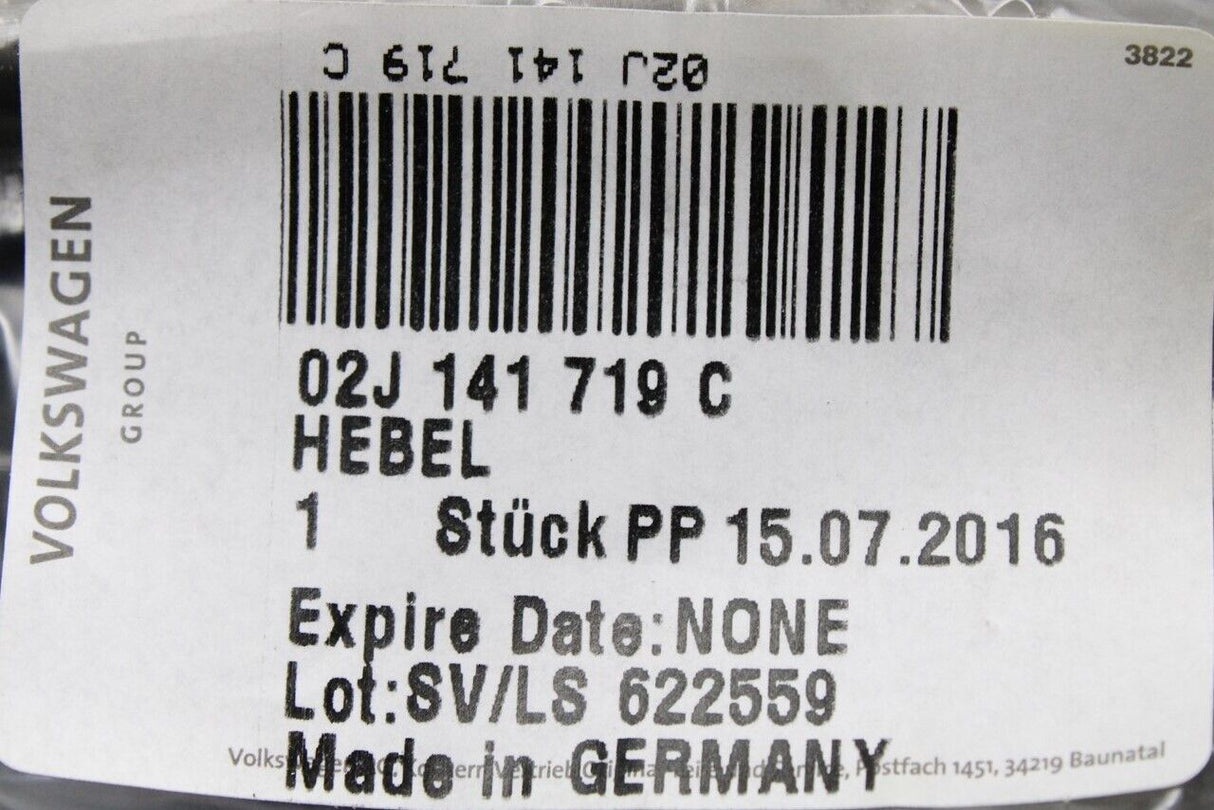 02J 141 719 C
3822
VOLKSWAGEN
GROUP
02J 141 719 C
HEBEL
1 Stück PP 15.07.2016
Expire Date:NONE
Lot:SV/LS 622559
Made in GERMANY
Postfach 1451, 34219 Baunatal